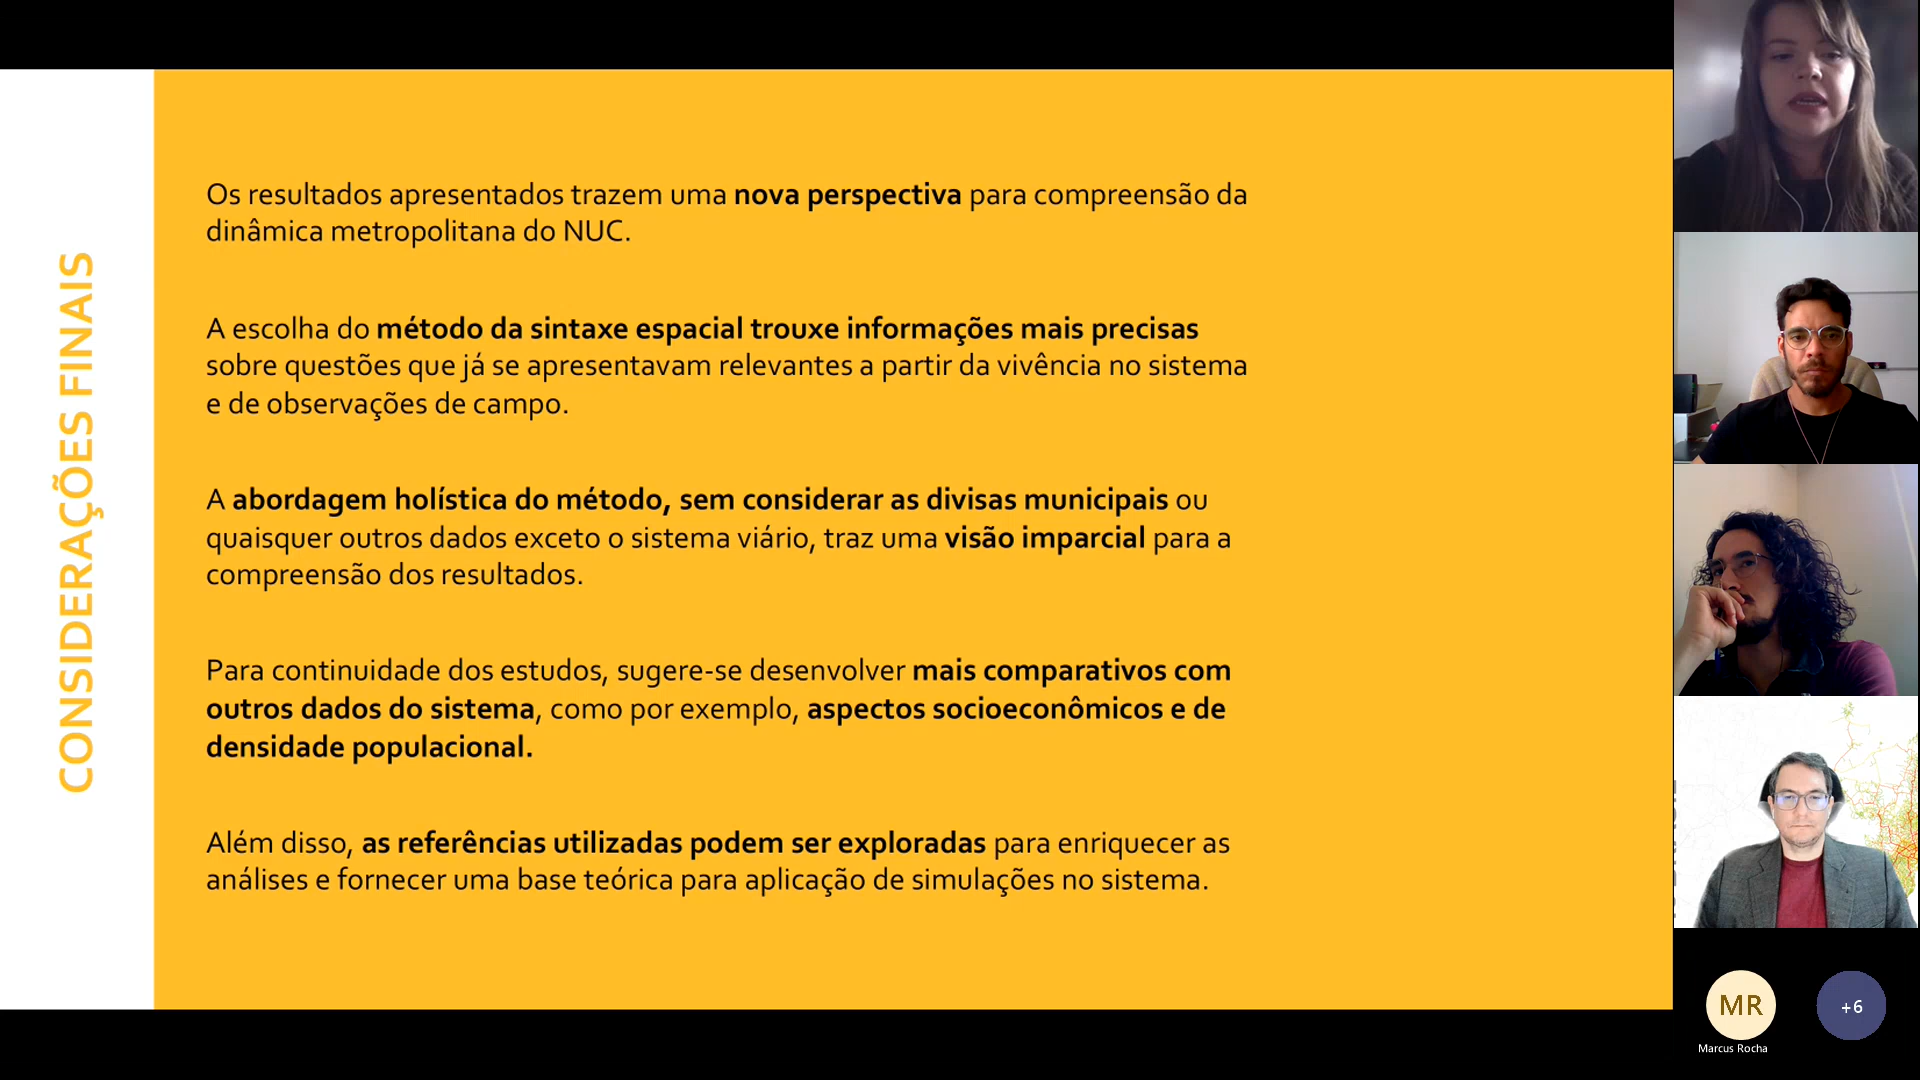 CONSIDERAÇÕES FINAIS
Os resultados apresentados trazem uma nova perspectiva para compreensão da
dinâmica metropolitana do NUC.
A escolha do método da sintaxe espacial trouxe informações mais precisas
sobre questões que já se apresentavam relevantes a partir da vivência no sistema
e de observações de campo.
A abordagem holística do método, sem considerar as divisas municipais ou
quaisquer outros dados exceto o sistema viário, traz uma visão imparcial para a
compreensão dos resultados.
Para continuidade dos estudos, sugere-se desenvolver mais comparativos com
outros dados do sistema, como por exemplo, aspectos socioeconômicos e de
densidade populacional.
Além disso, as referências utilizadas podem ser exploradas para enriquecer as
análises e fornecer uma base teórica para aplicação de simulações no sistema.
MR
+6
Marcus Rocha